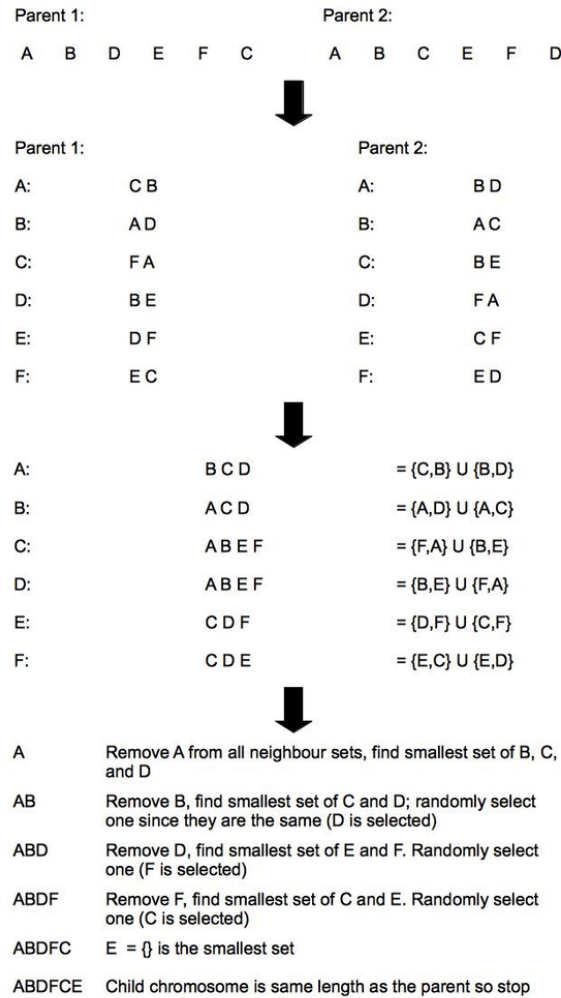 Parent 1: Parent 2:
A B D E F C A B C E F D
Parent 1: Parent 2:
A: C B A: B D
B: A D B: A C
C: F A C: B E
D: B E D: F A
E: D F E: C F
F: E C F: E D
A: B C D = {C,B} U {B,D}
B: A C D = {A,D} U {A,C}
C: A B E F = {F,A} U {B,E}
D: A B E F = {B,E} U {F,A}
E: C D F = {D,F} U {C,F}
F: C D E = {E,C} U {E,D}
A Remove A from all neighbour sets, find smallest set of B, C,
and D
AB Remove B, find smallest set of C and D; randomly select
one since they are the same (D is selected)
ABD Remove D, find smallest set of E and F. Randomly select
one (F is selected)
ABDF Remove F, find smallest set of C and E. Randomly select
one (C is selected)
ABDFC E = {} is the smallest set
ABDFCE Child chromosome is same length as the parent so stop